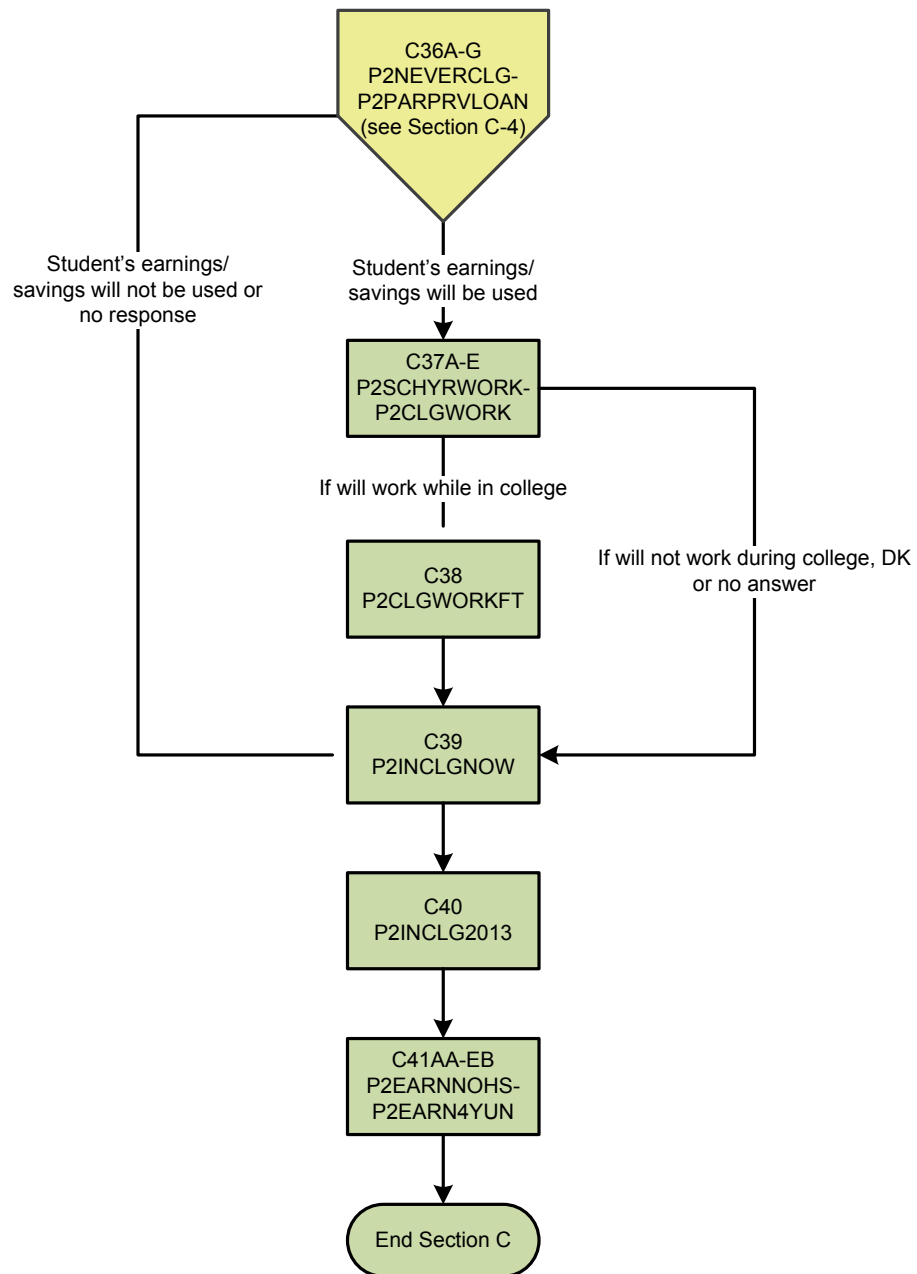 C36A-G
P2NEVERCLG-
P2PARPRVLOAN
(see Section C-4)
Student’s earnings/
savings will not be used or
no response
Student’s earnings/
savings will be used
C37A-E
P2SCHYRWORK-
P2CLGWORK
If will work while in college
If will not work during college, DK
or no answer
C38
P2CLGWORKFT
C39
P2INCLGNOW
C40
P2INCLG2013
C41AA-EB
P2EARNNOHS-
P2EARN4YUN
End Section C